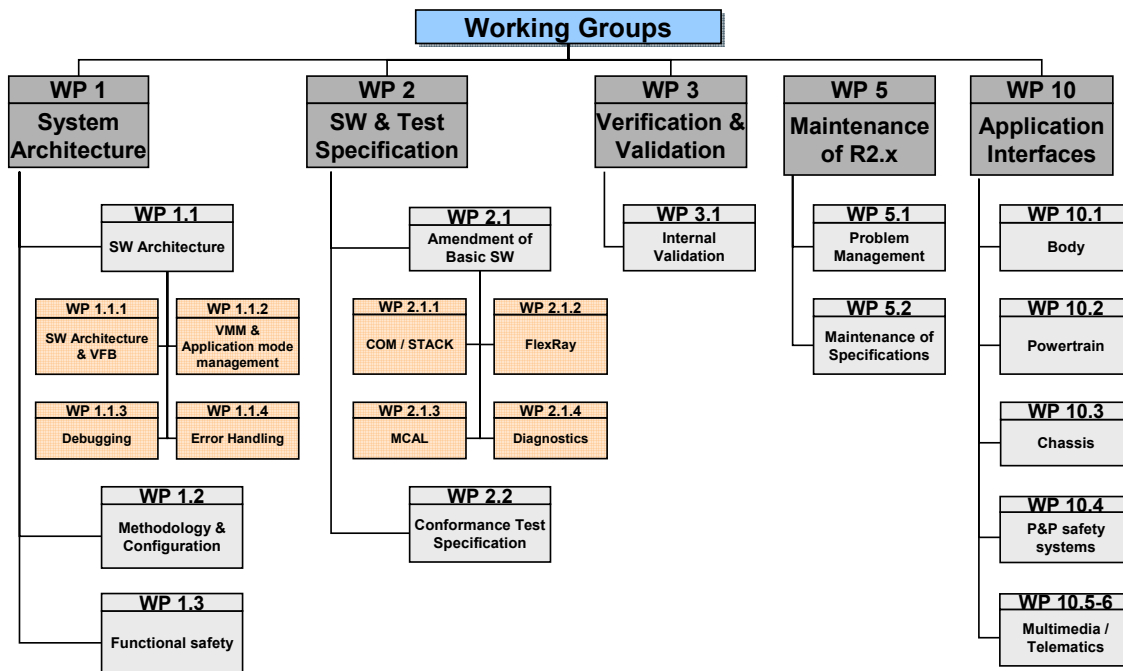 Working Groups
WP 1
System
Architecture
WP 2
SW & Test
Specification
WP 3
Verification &
Validation
WP 5
Maintenance
of R2.x
WP 10
Application
Interfaces
WP 1.1
SW Architecture
WP 1.1.1
SW Architecture
& VFB
WP 1.1.2
VMM &
Application mode
management
WP 1.1.3
Debugging
WP 1.1.4
Error Handling
WP 1.2
Methodology &
Configuration
WP 1.3
Functional safety
WP 2.1
Amendment of
Basic SW
WP 2.1.1
COM / STACK
WP 2.1.2
FlexRay
WP 2.1.3
MCAL
WP 2.1.4
Diagnostics
WP 2.2
Conformance Test
Specification
WP 3.1
Internal
Validation
WP 5.1
Problem
Management
WP 5.2
Maintenance of
Specifications
WP 10.1
Body
WP 10.2
Powertrain
WP 10.3
Chassis
WP 10.4
P&P safety
systems
WP 10.5-6
Multimedia /
Telematics